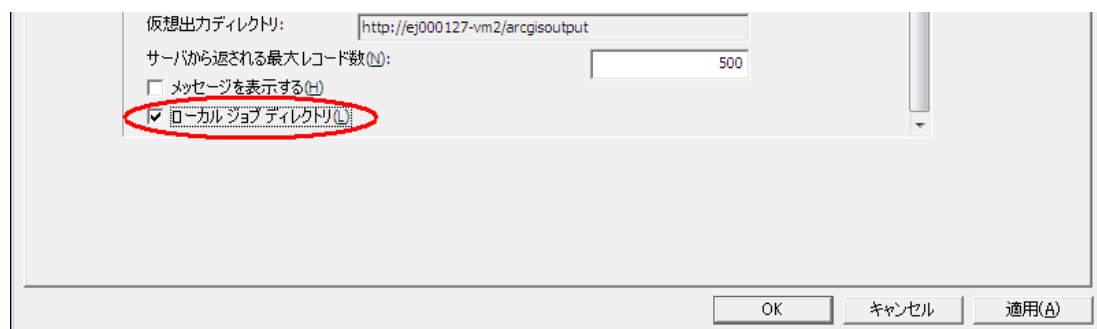 仮想出力ディレクトリ: http://ej000127-vm2/arcgisoutput
サーバから返される最大レコード数(N): 500
メッセージを表示する(H)
ローカル ジョブ ディレクトリ(L)
OK キャンセル 適用(A)